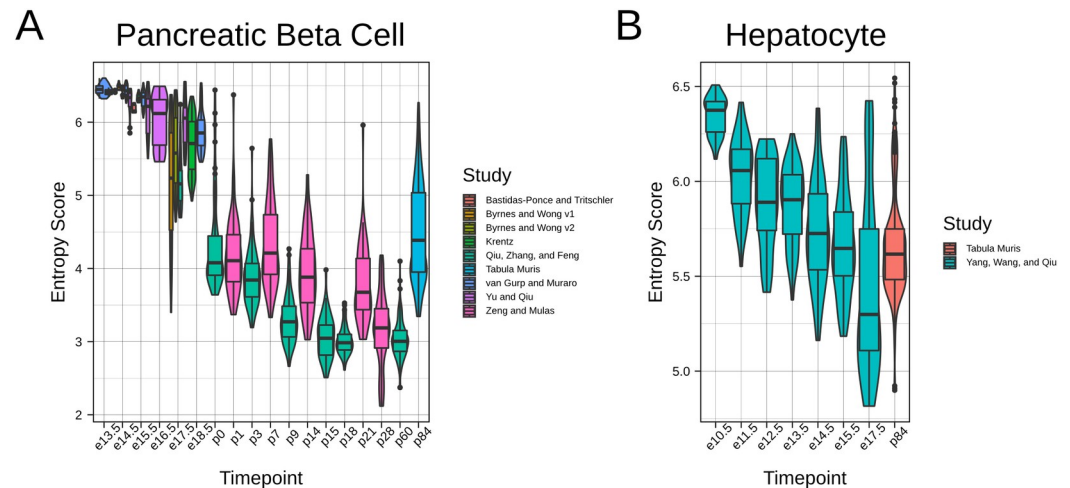 A
Pancreatic Beta Cell
Entropy Score
6
5
4
3
2
e13.5
e14.5
e15.5
e16.5
e17.5
e18.5
p0
p1
p3
p7
p9
p14
p15
p18
p21
p28
p60
p84
Timepoint
Study
Bastidas-Ponce and Tritschler
Byrnes and Wong v1
Byrnes and Wong v2
Krentz
Qiu, Zhang, and Feng
Tabula Muris
van Gurp and Muraro
Yu and Qiu
Zeng and Mulas
B
Hepatocyte
Entropy Score
6.5
6.0
5.5
5.0
e10.5
e11.5
e12.5
e13.5
e14.5
e15.5
e17.5
p84
Timepoint
Study
Tabula Muris
Yang, Wang, and Qiu